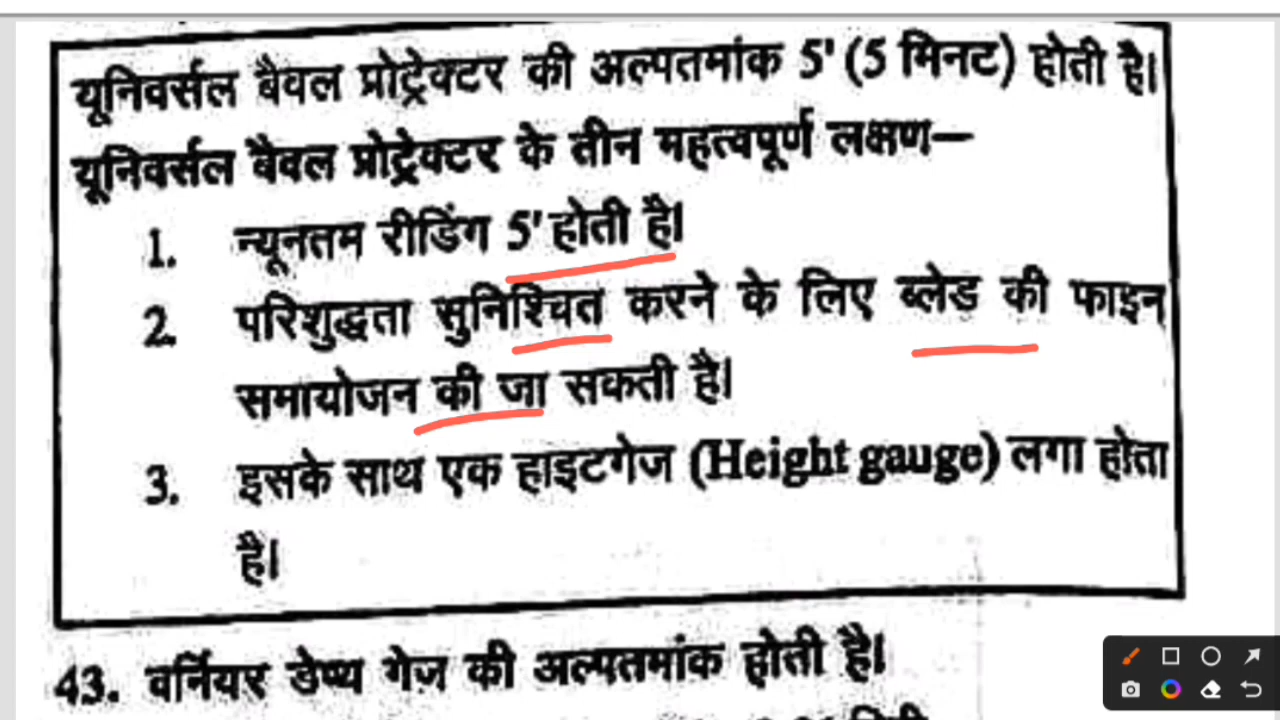 यूनिवर्सल बैवल प्रोट्रेक्टर की अल्पतमांक 5' (5 मिनट) होती है।
यूनिवर्सल बैवल प्रोट्रेक्टर के तीन महत्वपूर्ण लक्षण—
1. न्यूनतम रीडिंग 5' होती है।
2. परिशुद्धता सुनिश्चित करने के लिए ब्लेड की फाइन
समायोजन की जा सकती है।
3. इसके साथ एक हाइटगेज (Height gauge) लगा होता
है।
43. वर्नियर डेप्थ गेज की अल्पतमांक होती है।